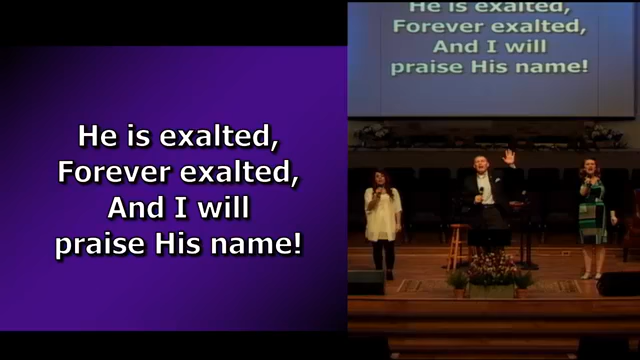 He is exalted,
Forever exalted,
And I will
praise His name!
He is exalted,
Forever exalted,
And I will
praise His name!